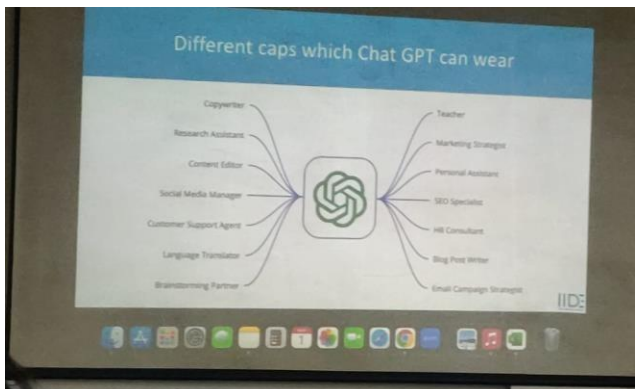 Different caps which Chat GPT can wear
Copywriter
Research Assistant
Content Editor
Social Media Manager
Customer Support Agent
Language Translator
Brainstorming Partner
Teacher
Marketing Strategist
Personal Assistant
SEO Specialist
HR Consultant
Blog Post Writer
Email Campaign Strategist
IIDE
1